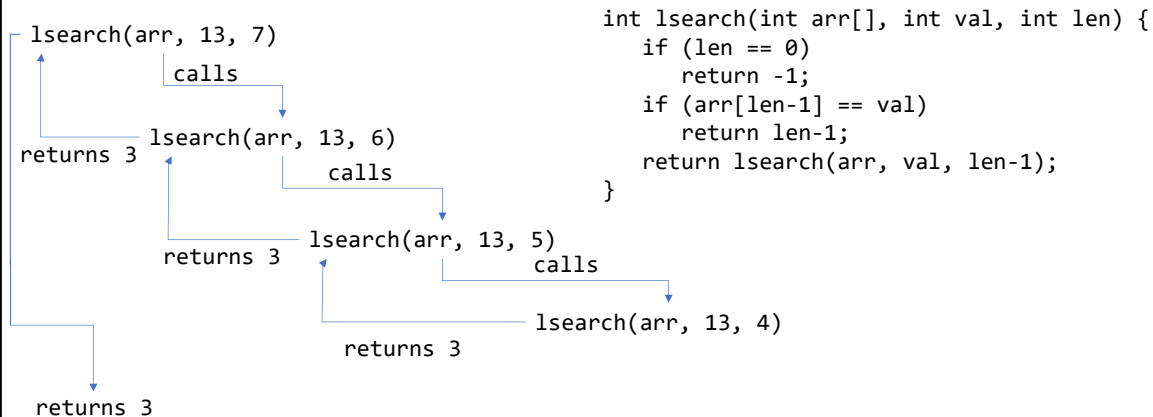 lsearch(arr, 13, 7)
calls
lsearch(arr, 13, 6)
returns 3
calls
lsearch(arr, 13, 5)
returns 3
calls
lsearch(arr, 13, 4)
returns 3
returns 3
int lsearch(int arr[], int val, int len) {
   if (len == 0)
      return -1;
   if (arr[len-1] == val)
      return len-1;
   return lsearch(arr, val, len-1);
}